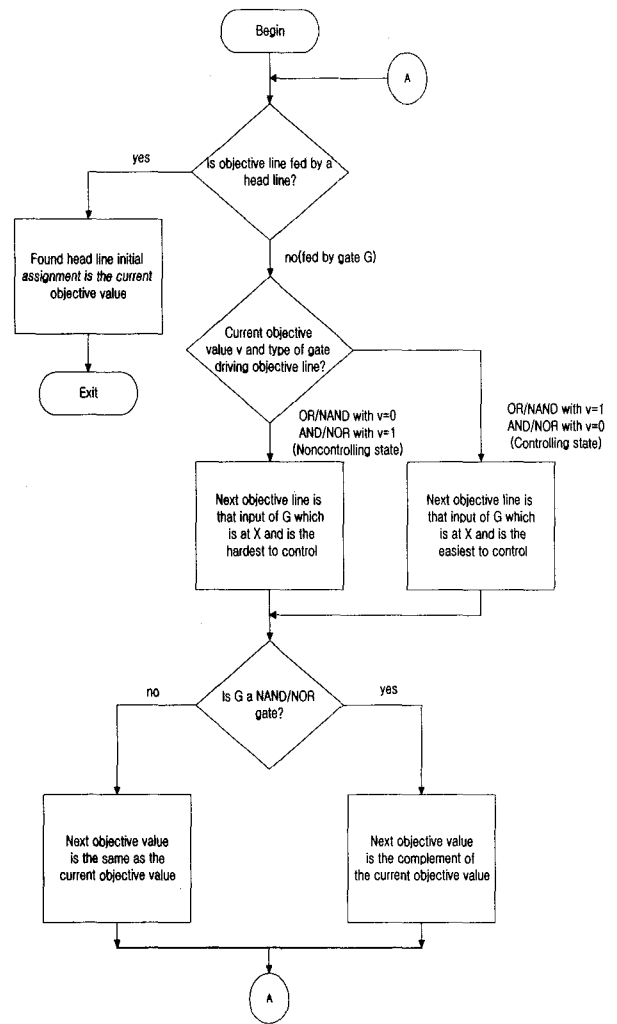 Begin
A
Is objective line fed by a
head line?
yes
no(fed by gate G)
Found head line initial
assignment is the current
objective value
Exit
Current objective
value v and type of gate
driving objective line?
OR/NAND with v=0
AND/NOR with v=1
(Noncontrolling state)
OR/NAND with v=1
AND/NOR with v=0
(Controlling state)
Next objective line is
that input of G which
is at X and is the
hardest to control
Next objective line is
that input of G which
is at X and is the
easiest to control
Is G a NAND/NOR
gate?
no
yes
Next objective value
is the same as the
current objective value
Next objective value
is the complement of
the current objective value
A